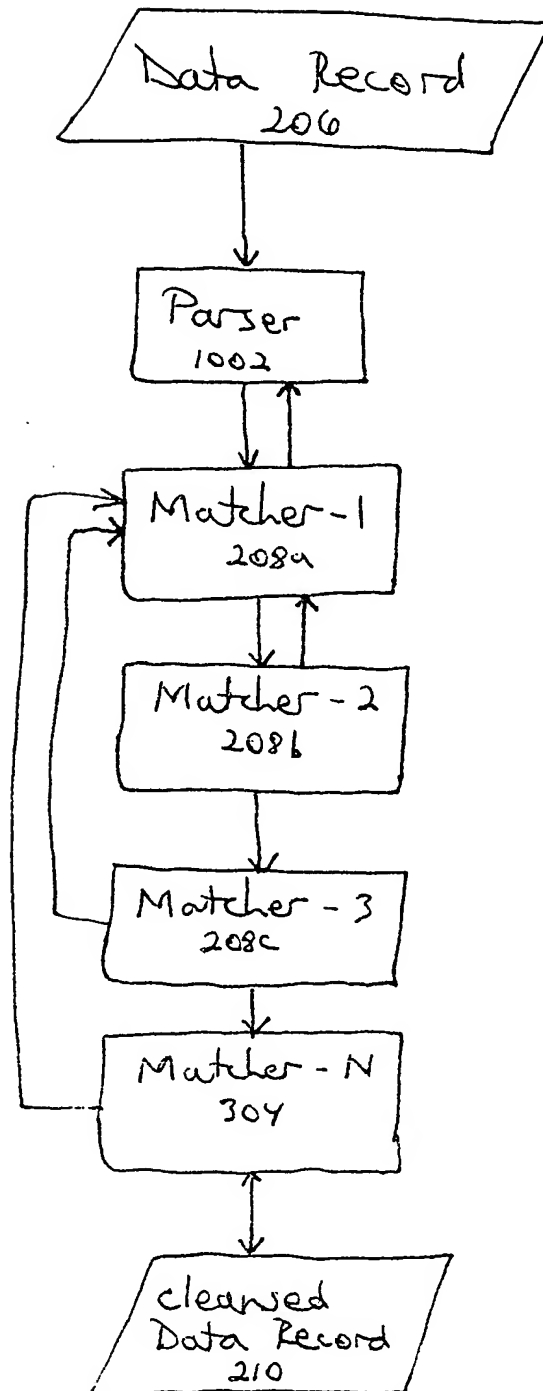 Data Record
206
Parser
1002
Matcher-1
208a
Matcher-2
208b
Matcher-3
208c
Matcher-N
304
cleansed
Data Record
210